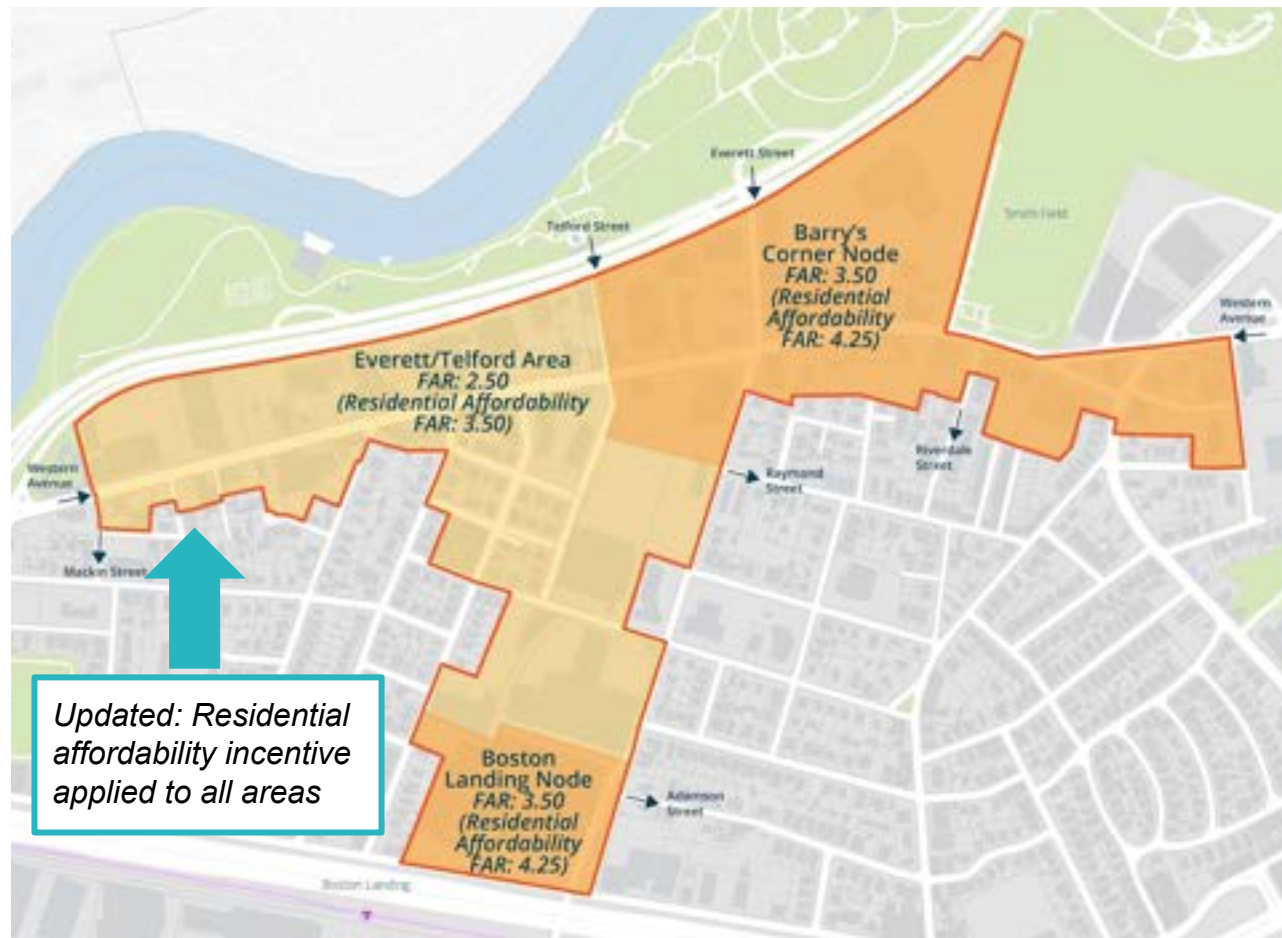 Everett Street
Telford Street
Smith Field
Barry's
Corner Node
FAR: 3.50
(Residential
Affordability
FAR: 4.25)
Western
Avenue
Everett/Telford Area
FAR: 2.50
(Residential Affordability
FAR: 3.50)
Riverdale
Street
Western
Avenue
Raymond
Street
Mackin Street
Updated: Residential
affordability incentive
applied to all areas
Boston
Landing Node
FAR: 3.50
(Residential
Affordability
FAR: 4.25)
Adamson
Street
Boston Landing
T